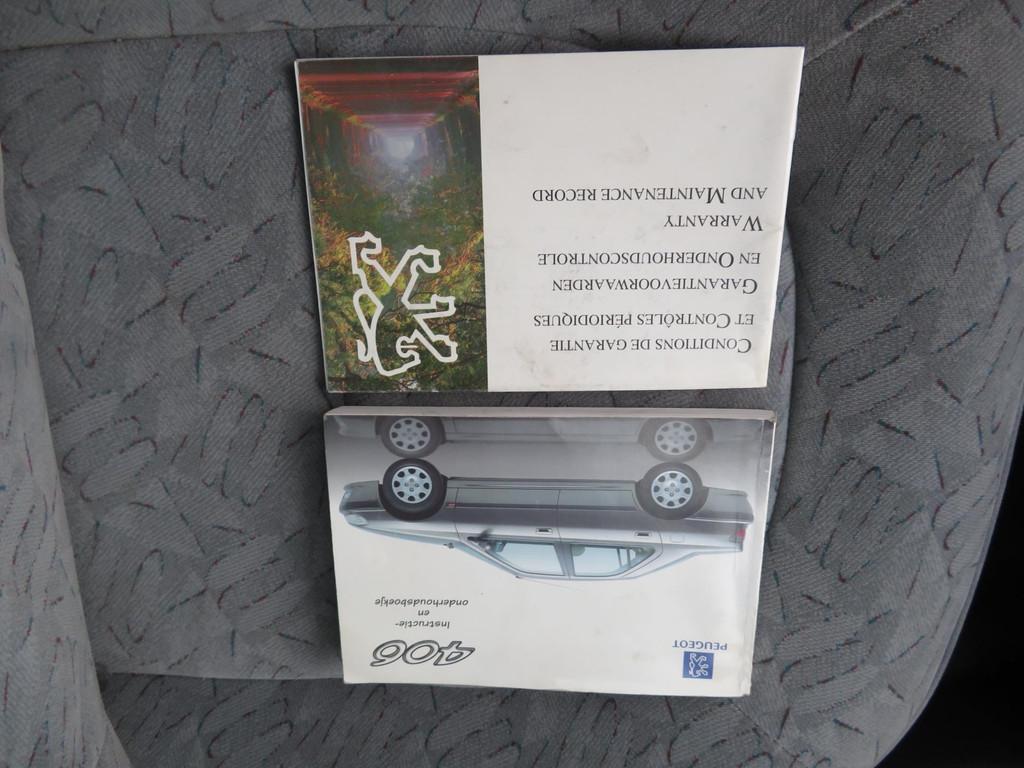 PEUGEOT
406
Instructie-
en
onderhoudsboekje
CONDITIONS DE GARANTIE
ET CONTRÔLES PÉRIODIQUES
GARANTIEVOORWAARDEN
EN ONDERHOUDSCONTROLE
WARRANTY
AND MAINTENANCE RECORD